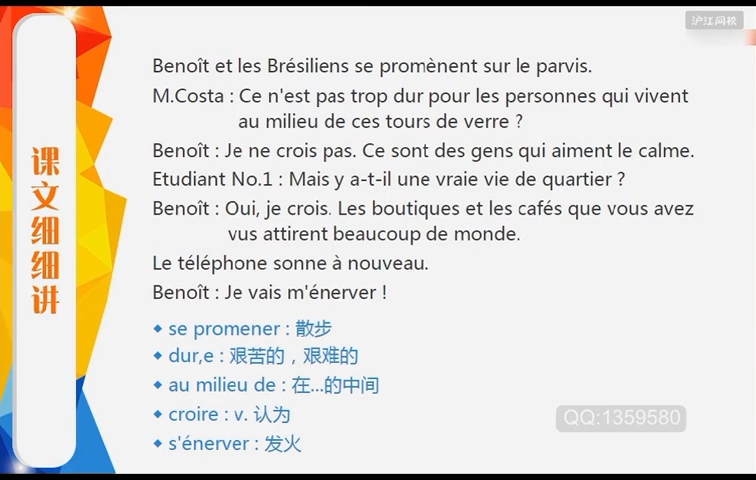 沪江网校
课文细细讲
Benoît et les Brésiliens se promènent sur le parvis.
M.Costa : Ce n'est pas trop dur pour les personnes qui vivent
au milieu de ces tours de verre ?
Benoît : Je ne crois pas. Ce sont des gens qui aiment le calme.
Etudiant No.1 : Mais y a-t-il une vraie vie de quartier ?
Benoît : Oui, je crois. Les boutiques et les cafés que vous avez
vus attirent beaucoup de monde.
Le téléphone sonne à nouveau.
Benoît : Je vais m'énerver !
◆ se promener : 散步
◆ dur,e : 艰苦的，艰难的
◆ au milieu de : 在...的中间
◆ croire : v. 认为
◆ s'énerver : 发火
QQ:1359580